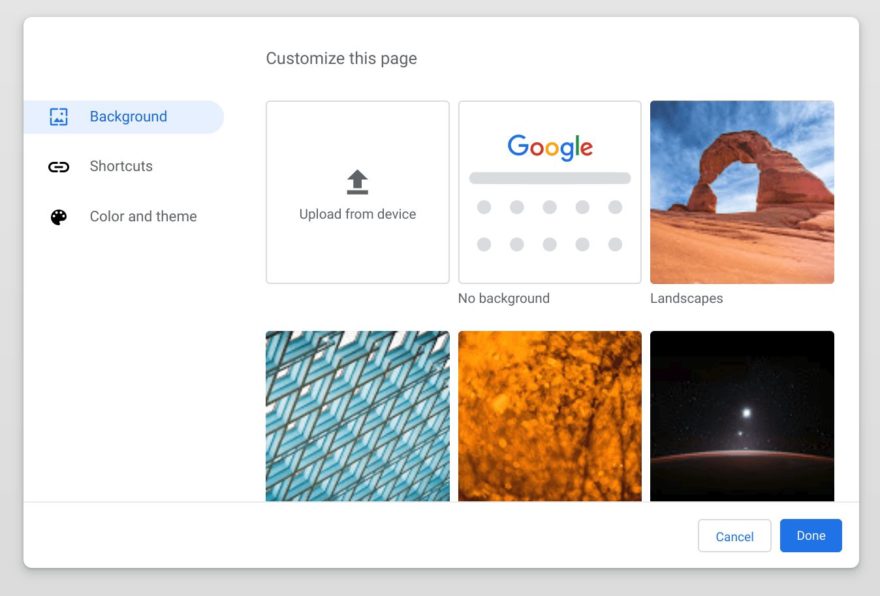 Customize this page
Background
Shortcuts
Color and theme
Upload from device
Google
No background
Landscapes
Cancel
Done